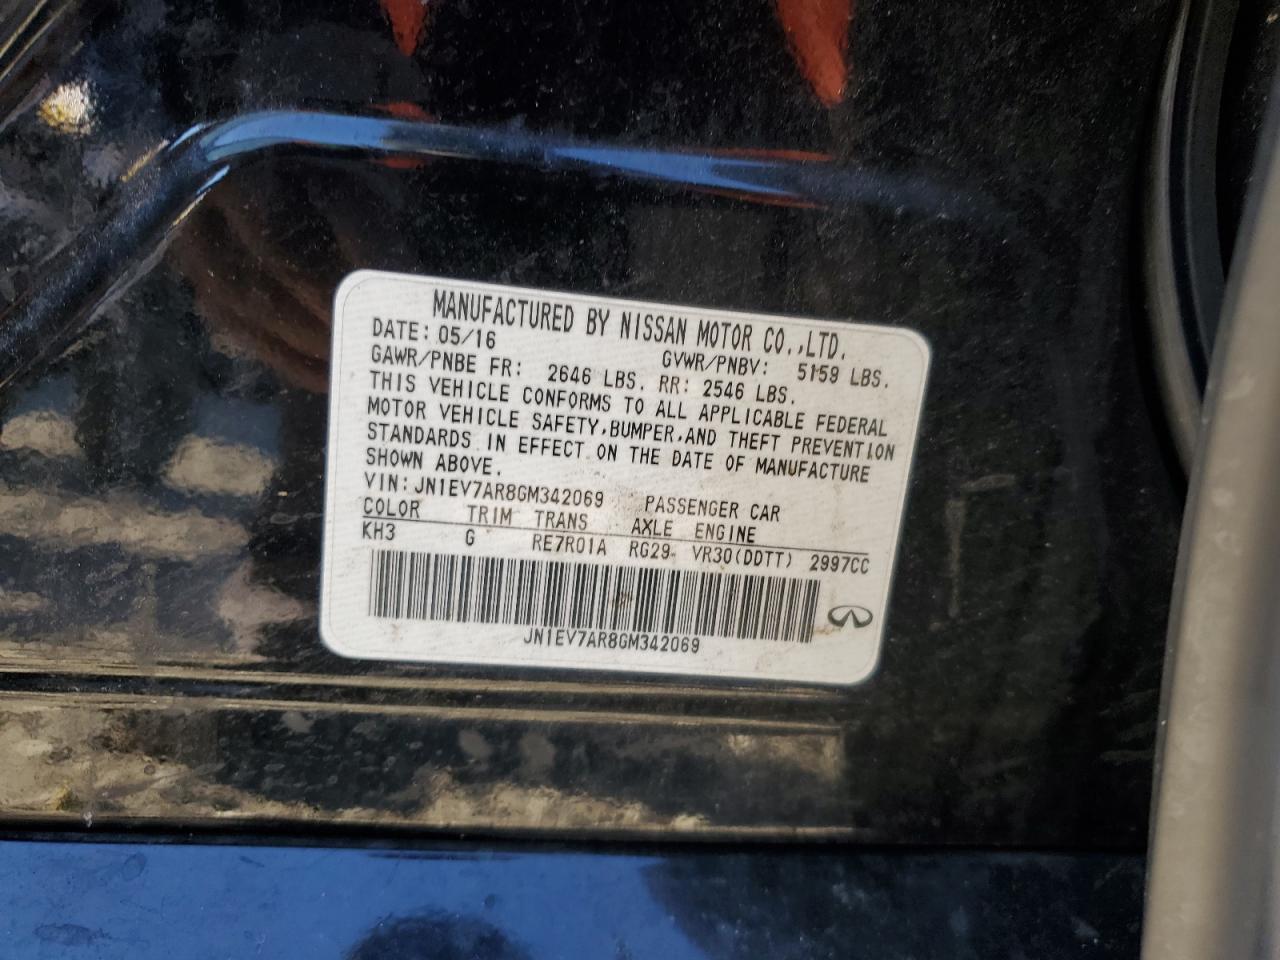 MANUFACTURED BY NISSAN MOTOR CO.,LTD.
DATE: 05/16 GVWR/PNBV: 5159 LBS.
GAWR/PNBE FR: 2646 LBS. RR: 2546 LBS.
THIS VEHICLE CONFORMS TO ALL APPLICABLE FEDERAL
MOTOR VEHICLE SAFETY,BUMPER,AND THEFT PREVENTION
STANDARDS IN EFFECT ON THE DATE OF MANUFACTURE
SHOWN ABOVE.
VIN:JN1EV7AR8GM342069 PASSENGER CAR
COLOR TRIM TRANS AXLE ENGINE
KH3 G RE7R01A RG29 VR30(DDTT) 2997CC
JN1EV7AR8GM342069